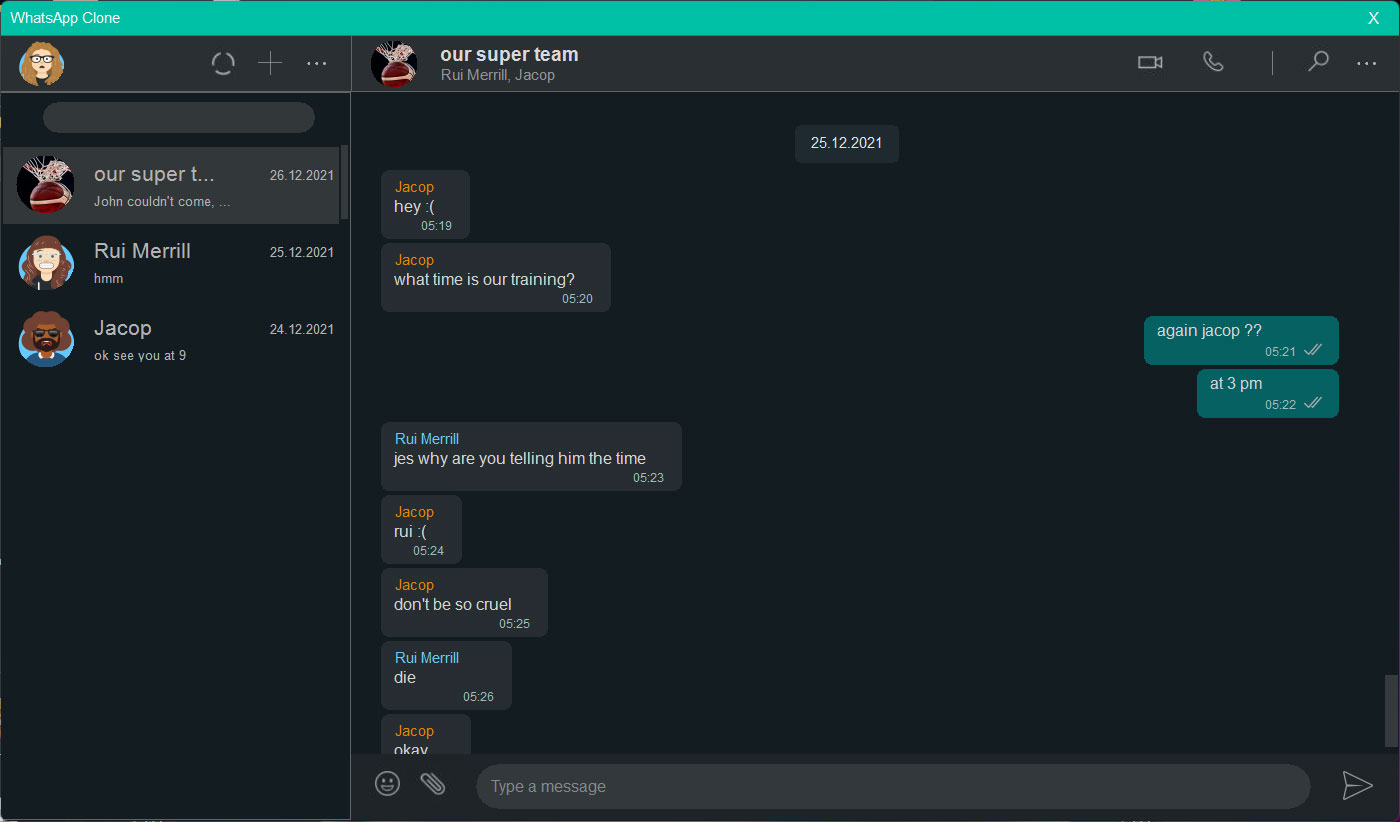 WhatsApp Clone
X
our super team
Rui Merrill, Jacop
our super t...
26.12.2021
John couldn't come, ...
Rui Merrill
25.12.2021
hmm
Jacop
24.12.2021
ok see you at 9
25.12.2021
Jacop
hey :(
05:19
Jacop
what time is our training?
05:20
again jacop ??
05:21
at 3 pm
05:22
Rui Merrill
jes why are you telling him the time
05:23
Jacop
rui :(
05:24
Jacop
don't be so cruel
05:25
Rui Merrill
die
05:26
Jacop
okay
Type a message